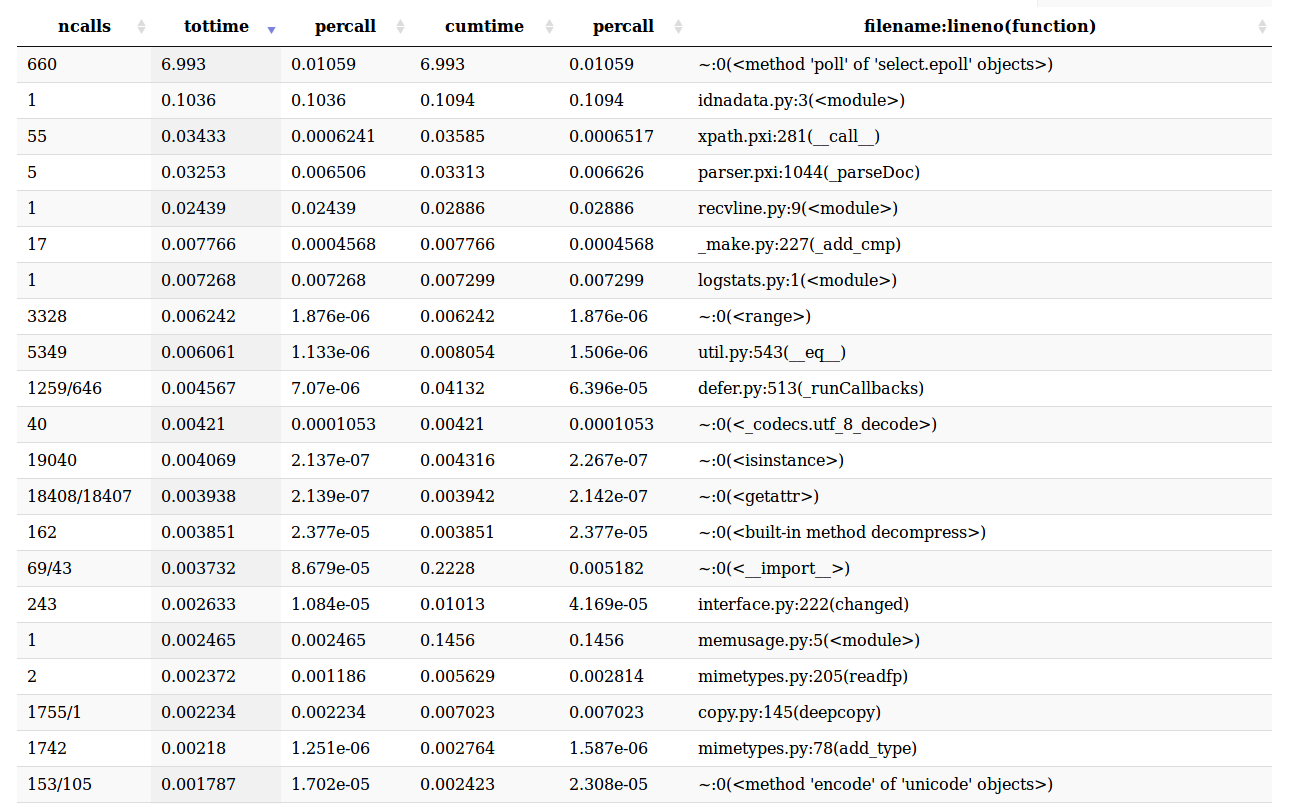 ncalls tottime percall cumtime percall filename:lineno(function)
660 6.993 0.01059 6.993 0.01059 ~:0(<method 'poll' of 'select.epoll' objects>)
1 0.1036 0.1036 0.1094 0.1094 idnadata.py:3(<module>)
55 0.03433 0.0006241 0.03585 0.0006517 xpath.pxi:281(__call__)
5 0.03253 0.006506 0.03313 0.006626 parser.pxi:1044(_parseDoc)
1 0.02439 0.02439 0.02886 0.02886 recvline.py:9(<module>)
17 0.007766 0.0004568 0.007766 0.0004568 _make.py:227(_add_cmp)
1 0.007268 0.007268 0.007299 0.007299 logstats.py:1(<module>)
3328 0.006242 1.876e-06 0.006242 1.876e-06 ~:0(<range>)
5349 0.006061 1.133e-06 0.008054 1.506e-06 util.py:543(__eq__)
1259/646 0.004567 7.07e-06 0.04132 6.396e-05 defer.py:513(_runCallbacks)
40 0.00421 0.0001053 0.00421 0.0001053 ~:0(<_codecs.utf_8_decode>)
19040 0.004069 2.137e-07 0.004316 2.267e-07 ~:0(<isinstance>)
18408/18407 0.003938 2.139e-07 0.003942 2.142e-07 ~:0(<getattr>)
162 0.003851 2.377e-05 0.003851 2.377e-05 ~:0(<built-in method decompress>)
69/43 0.003732 8.679e-05 0.2228 0.005182 ~:0(<__import__>)
243 0.002633 1.084e-05 0.01013 4.169e-05 interface.py:222(changed)
1 0.002465 0.002465 0.1456 0.1456 memusage.py:5(<module>)
2 0.002372 0.001186 0.005629 0.002814 mimetypes.py:205(readfp)
1755/1 0.002234 0.002234 0.007023 0.007023 copy.py:145(deepcopy)
1742 0.00218 1.251e-06 0.002764 1.587e-06 mimetypes.py:78(add_type)
153/105 0.001787 1.702e-05 0.002423 2.308e-05 ~:0(<method 'encode' of 'unicode' objects>)